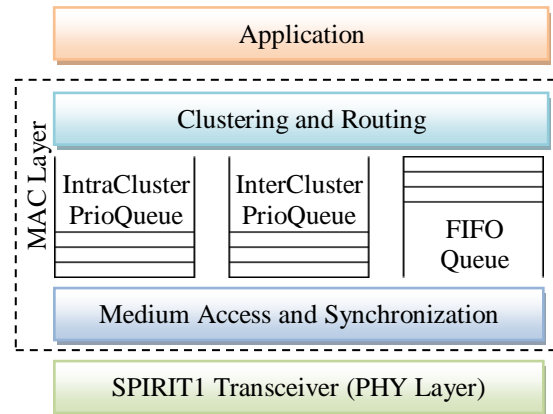 Application
MAC Layer
Clustering and Routing
IntraCluster
PrioQueue
InterCluster
PrioQueue
FIFO
Queue
Medium Access and Synchronization
SPIRIT1 Transceiver (PHY Layer)